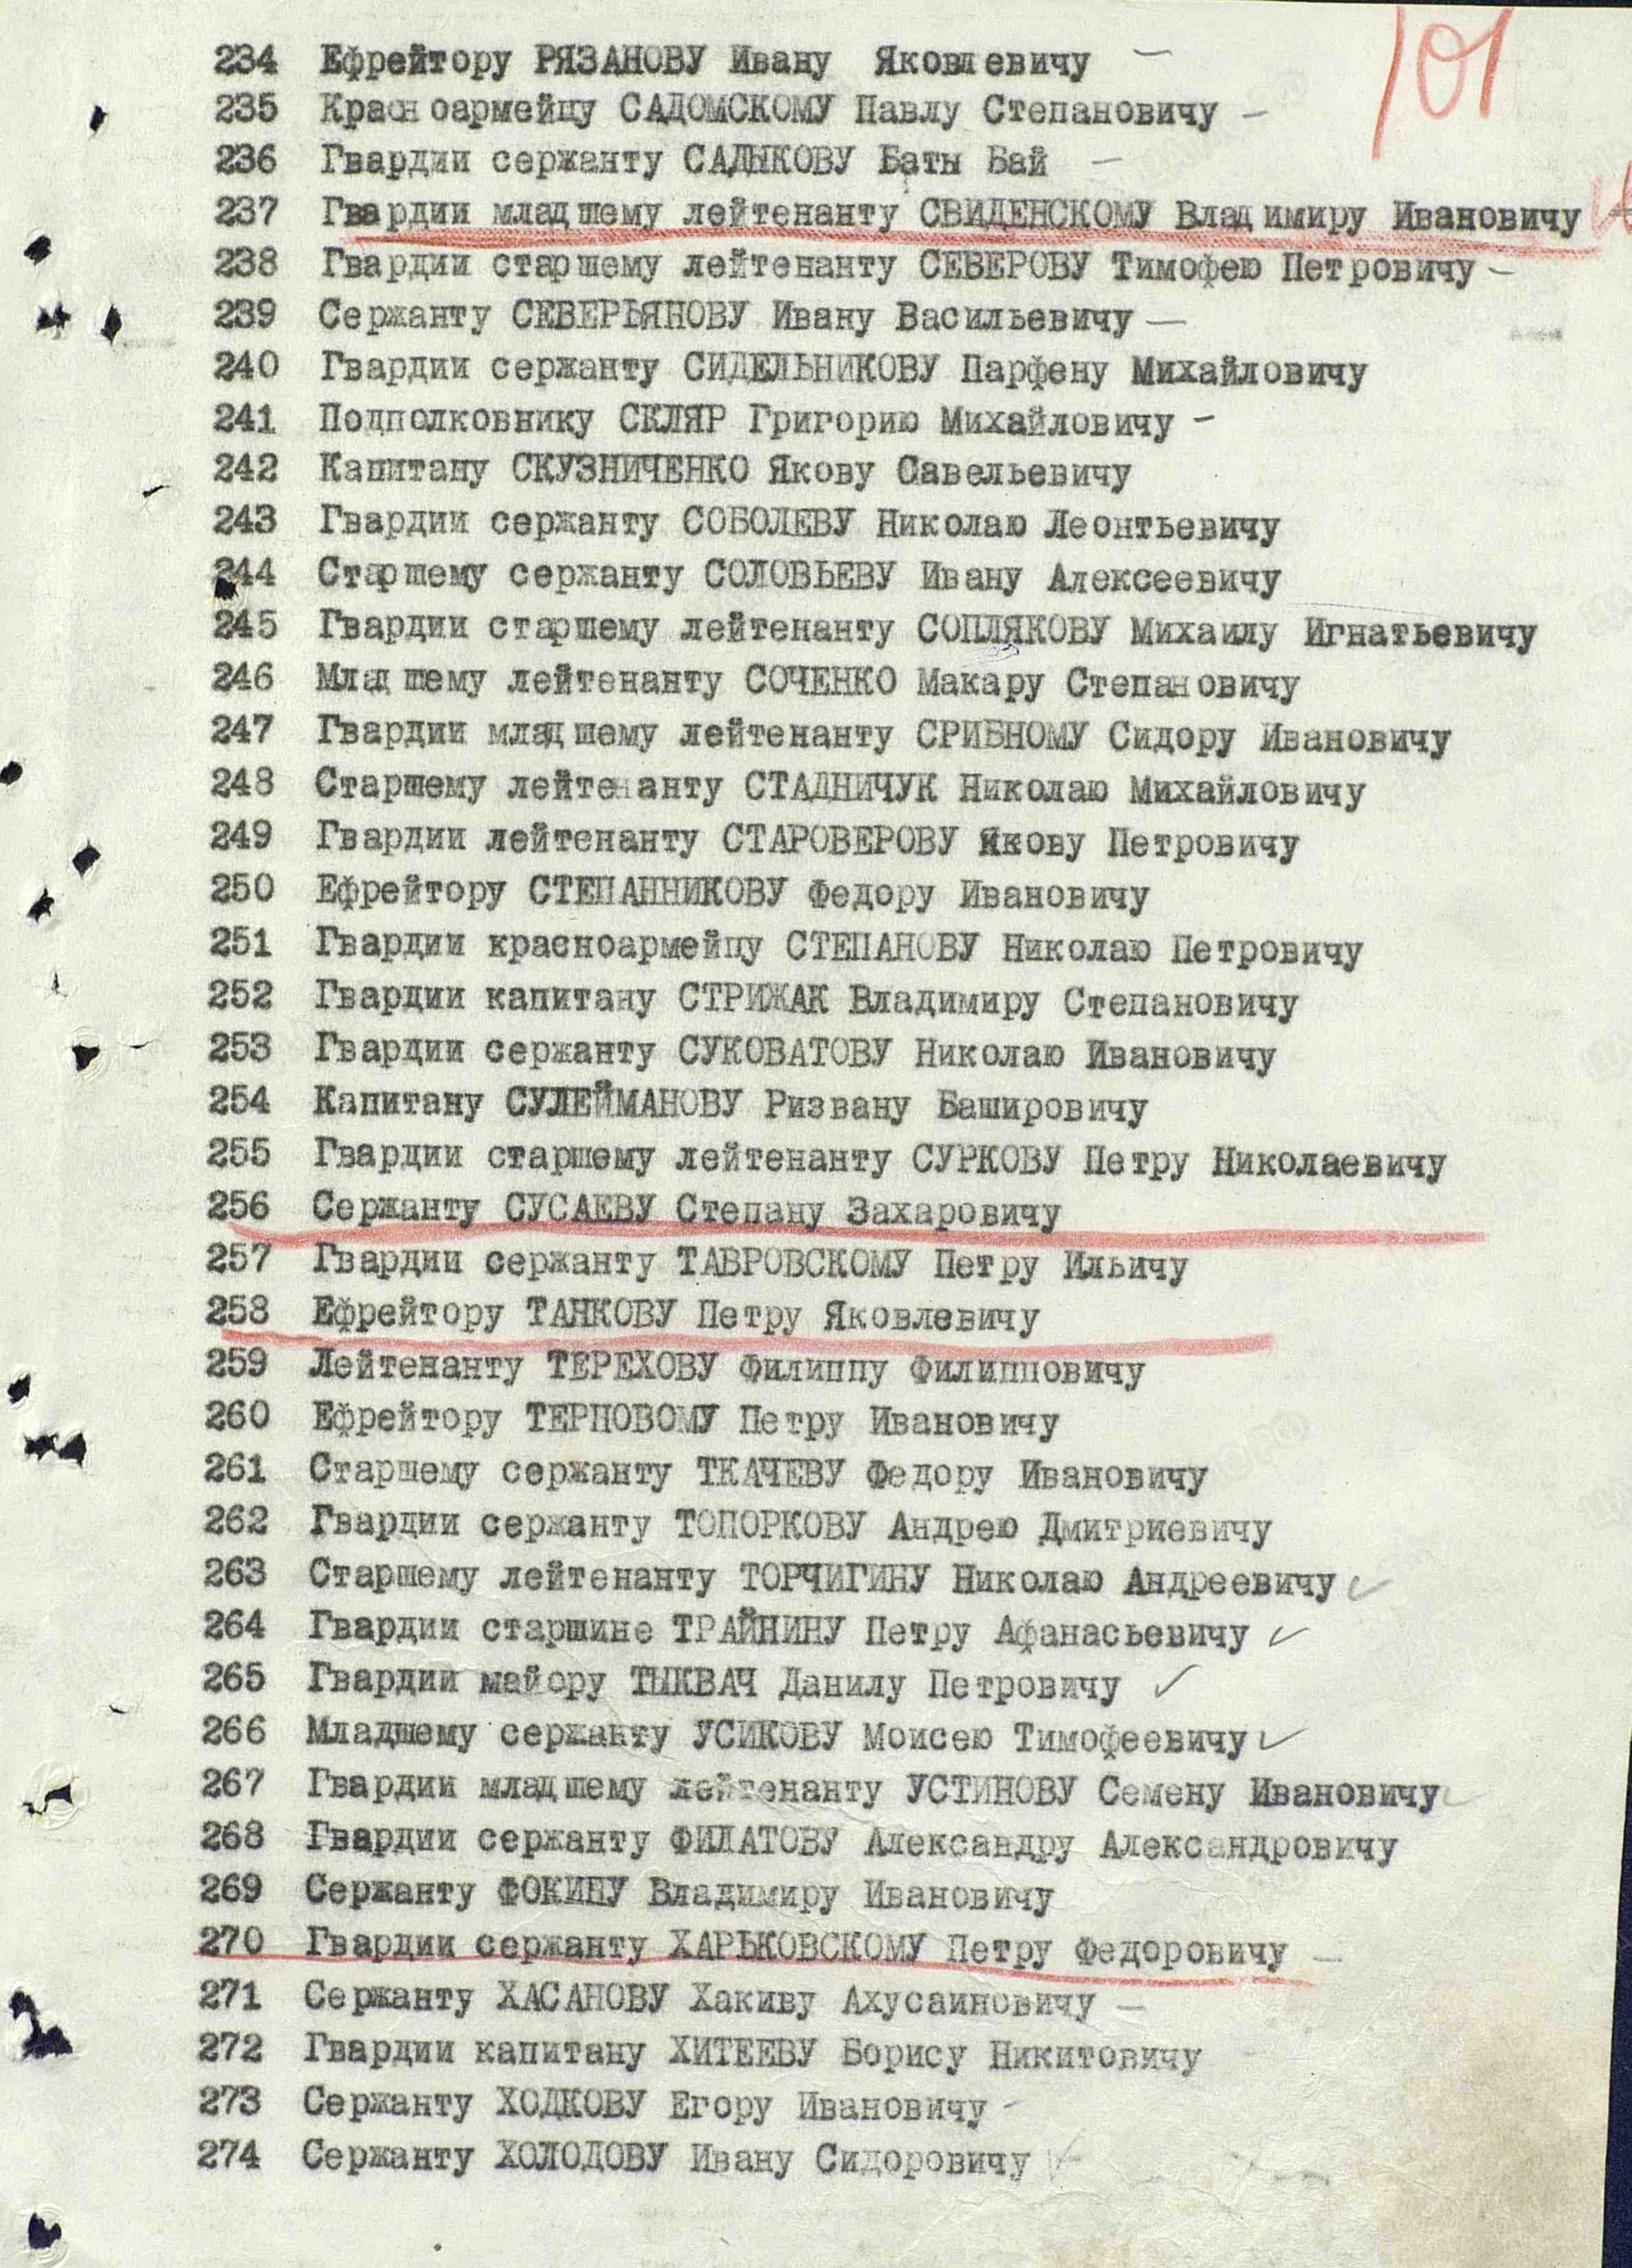 101
234 Ефрейтору РЯЗАНОВУ Ивану Яковлевичу
235 Красноармейцу САДОМСКОМУ Павлу Степановичу
236 Гвардии сержанту САДЫКОВУ Баты Бай
237 Гвардии младшему лейтенанту СВИДЕНСКОМУ Владимиру Ивановичу
238 Гвардии старшему лейтенанту СЕВЕРОВУ Тимофею Петровичу
239 Сержанту СЕВЕРЬЯНОВУ Ивану Васильевичу
240 Гвардии сержанту СИДЕЛЬНИКОВУ Парфену Михайловичу
241 Подполковнику СКЛЯР Григорию Михайловичу
242 Капитану СКУЗНИЧЕНКО Якову Савельевичу
243 Гвардии сержанту СОБОЛЕВУ Николаю Леонтьевичу
244 Старшему сержанту СОЛОВЬЕВУ Ивану Алексеевичу
245 Гвардии старшему лейтенанту СОПЛЯКОВУ Михаилу Игнатьевичу
246 Младшему лейтенанту СОЧЕНКО Макару Степановичу
247 Гвардии младшему лейтенанту СРИБНОМУ Сидору Ивановичу
248 Старшему лейтенанту СТАДНИЧУК Николаю Михайловичу
249 Гвардии лейтенанту СТАРОВЕРОВУ Якову Петровичу
250 Ефрейтору СТЕПАННИКОВУ Федору Ивановичу
251 Гвардии красноармейцу СТЕПАНОВУ Николаю Петровичу
252 Гвардии капитану СТРИЖАК Владимиру Степановичу
253 Гвардии сержанту СУКОВАТОВУ Николаю Ивановичу
254 Капитану СУЛЕЙМАНОВУ Ризвану Башировичу
255 Гвардии старшему лейтенанту СУРКОВУ Петру Николаевичу
256 Сержанту СУСАЕВУ Степану Захаровичу
257 Гвардии сержанту ТАВРОВСКОМУ Петру Ильичу
258 Ефрейтору ТАНКОВУ Петру Яковлевичу
259 Лейтенанту ТЕРЕХОВУ Филиппу Филипповичу
260 Ефрейтору ТЕРНОВОМУ Петру Ивановичу
261 Старшему сержанту ТКАЧЕВУ Федору Ивановичу
262 Гвардии сержанту ТОПОРКОВУ Андрею Дмитриевичу
263 Старшему лейтенанту ТОРЧИГИНУ Николаю Андреевичу
264 Гвардии старшине ТРАЙНИНУ Петру Афанасьевичу
265 Гвардии майору ТЫКВАЧ Данилу Петровичу
266 Младшему сержанту УСИКОВУ Моисею Тимофеевичу
267 Гвардии младшему лейтенанту УСТИНОВУ Семену Ивановичу
268 Гвардии сержанту ФИЛАТОВУ Александру Александровичу
269 Сержанту ФОКИНУ Владимиру Ивановичу
270 Гвардии сержанту ХАРЬКОВСКОМУ Петру Федоровичу
271 Сержанту ХАСАНОВУ Хакиву Ахусаиновичу
272 Гвардии капитану ХИТЕЕВУ Борису Никитовичу
273 Сержанту ХОДКОВУ Егору Ивановичу
274 Сержанту ХОЛОДОВУ Ивану Сидоровичу